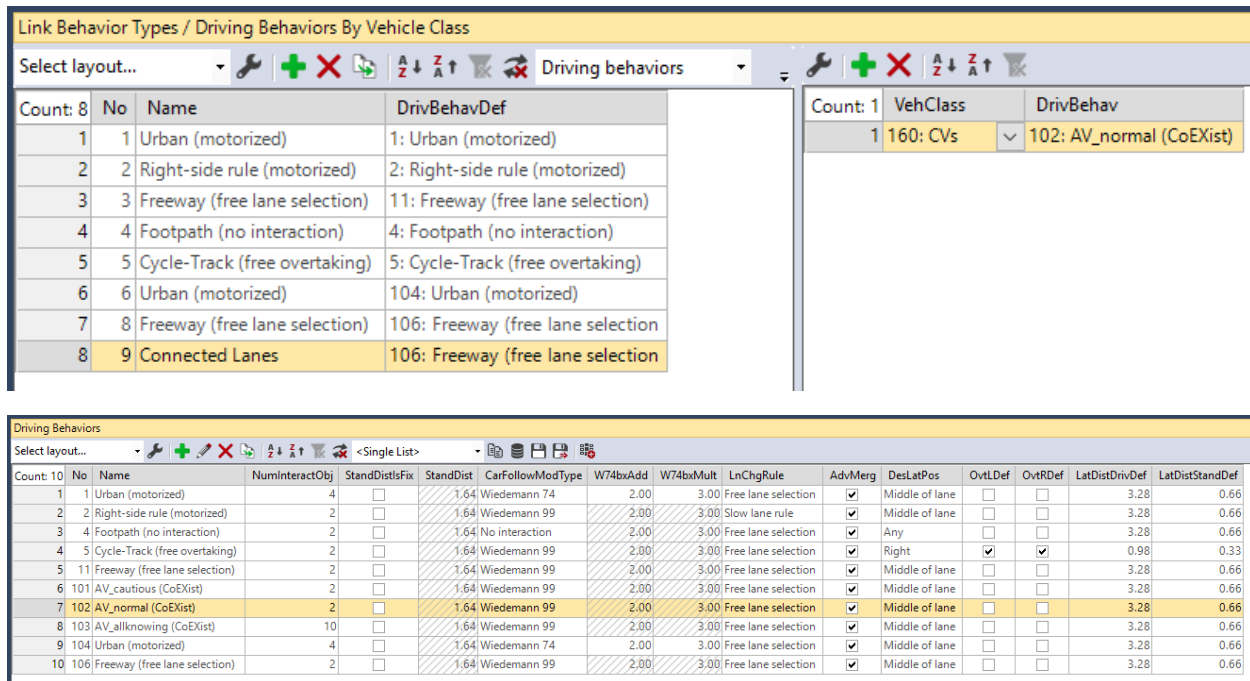 Link Behavior Types / Driving Behaviors By Vehicle Class
Select layout... Driving behaviors
Count: 8 No Name DrivBehavDef
1 1 Urban (motorized) 1: Urban (motorized)
2 2 Right-side rule (motorized) 2: Right-side rule (motorized)
3 3 Freeway (free lane selection) 11: Freeway (free lane selection)
4 4 Footpath (no interaction) 4: Footpath (no interaction)
5 5 Cycle-Track (free overtaking) 5: Cycle-Track (free overtaking)
6 6 Urban (motorized) 104: Urban (motorized)
7 8 Freeway (free lane selection) 106: Freeway (free lane selection
8 9 Connected Lanes 106: Freeway (free lane selection
Count: 1 VehClass DrivBehav
1 160: CVs 102: AV_normal (CoEXist)
Driving Behaviors
Select layout... <Single List>
Count: 10 No Name NumInteractObj StandDistIsFix StandDist CarFollowModType W74bxAdd W74bxMult LnChgRule AdvMerg DesLatPos OvtLDef OvtRDef LatDistDrivDef LatDistStandDef
1 1 Urban (motorized) 4 1.64 Wiedemann 74 2.00 3.00 Free lane selection Middle of lane 3.28 0.66
2 2 Right-side rule (motorized) 2 1.64 Wiedemann 99 2.00 3.00 Slow lane rule Middle of lane 3.28 0.66
3 4 Footpath (no interaction) 2 1.64 No interaction 2.00 3.00 Free lane selection Any 3.28 0.66
4 5 Cycle-Track (free overtaking) 2 1.64 Wiedemann 99 2.00 3.00 Free lane selection Right 0.98 0.33
5 11 Freeway (free lane selection) 2 1.64 Wiedemann 99 2.00 3.00 Free lane selection Middle of lane 3.28 0.66
6 101 AV_cautious (CoEXist) 2 1.64 Wiedemann 99 2.00 3.00 Free lane selection Middle of lane 3.28 0.66
7 102 AV_normal (CoEXist) 2 1.64 Wiedemann 99 2.00 3.00 Free lane selection Middle of lane 3.28 0.66
8 103 AV_allknowing (CoEXist) 10 1.64 Wiedemann 99 2.00 3.00 Free lane selection Middle of lane 3.28 0.66
9 104 Urban (motorized) 4 1.64 Wiedemann 74 2.00 3.00 Free lane selection Middle of lane 3.28 0.66
10 106 Freeway (free lane selection) 2 1.64 Wiedemann 99 2.00 3.00 Free lane selection Middle of lane 3.28 0.66